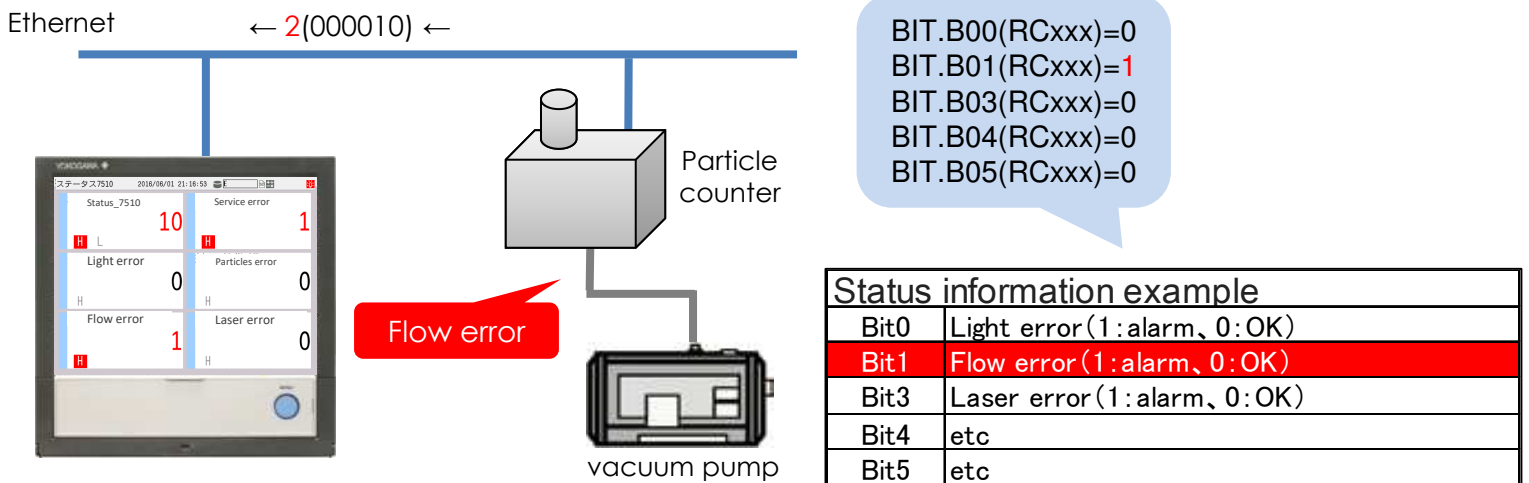 Ethernet
← 2(000010) ←
BIT.B00(RCxxx)=0
BIT.B01(RCxxx)=1
BIT.B03(RCxxx)=0
BIT.B04(RCxxx)=0
BIT.B05(RCxxx)=0
YOKOGAWA
ステータス7510 2016/06/01 21:16:53
Status_7510
10
H L
Service error
1
H
Light error
0
H
Particles error
0
H
Flow error
1
H
Laser error
0
H
Particle
counter
Flow error
vacuum pump
Status information example
Bit0 Light error(1:alarm、0:OK)
Bit1 Flow error(1:alarm、0:OK)
Bit3 Laser error(1:alarm、0:OK)
Bit4 etc
Bit5 etc